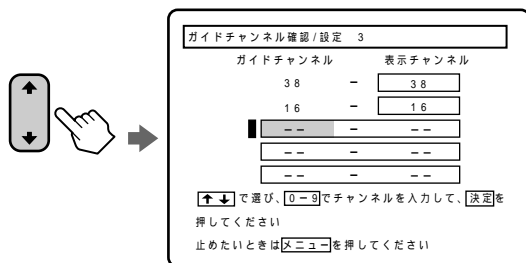 ガイドチャンネル確認/設定 3
ガイドチャンネル 表示チャンネル
38 － 38
16 － 16
－－ － －－
－－ － －－
－－ － －－
↑↓で選び、0－9でチャンネルを入力して、決定を
押してください
止めたいときはメニューを押してください